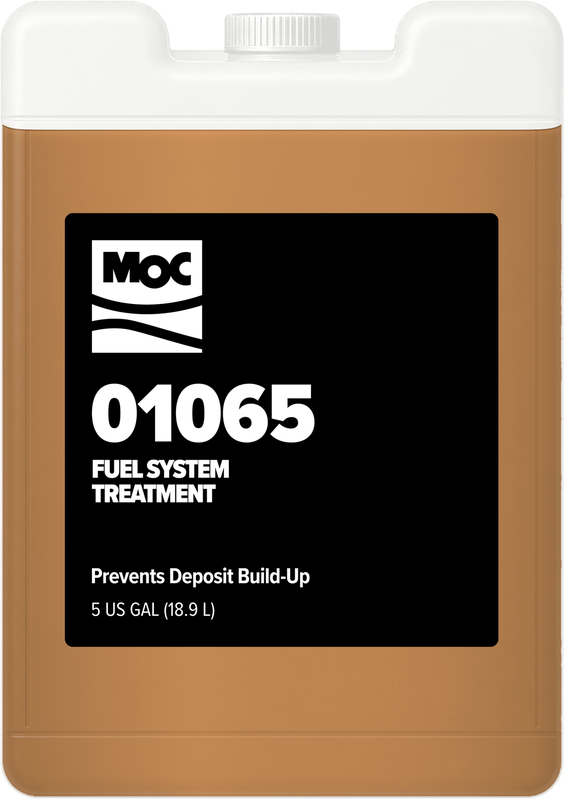 MOC
01065
FUEL SYSTEM
TREATMENT
Prevents Deposit Build-Up
5 US GAL (18.9 L)